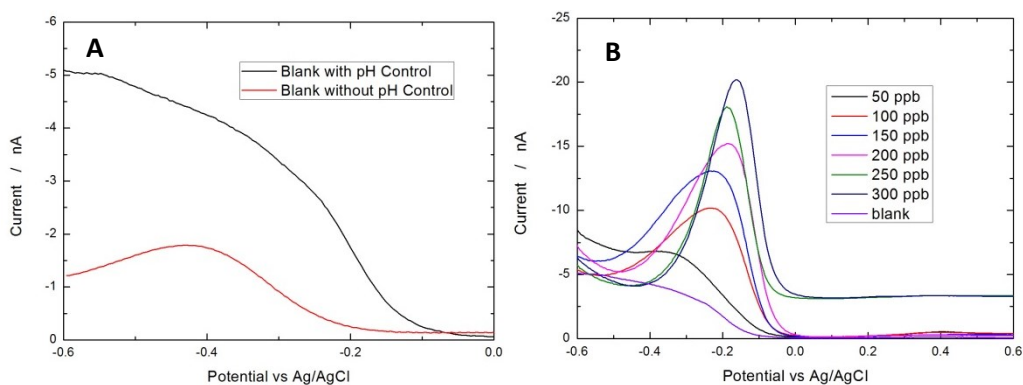 A
-6
-5
-4
-3
-2
-1
0
Current / nA
Blank with pH Control
Blank without pH Control
-0.6
-0.4
-0.2
0.0
Potential vs Ag/AgCl
B
-25
-20
-15
-10
-5
0
Current / nA
50 ppb
100 ppb
150 ppb
200 ppb
250 ppb
300 ppb
blank
-0.6
-0.4
-0.2
0.0
0.2
0.4
0.6
Potential vs Ag/AgCl